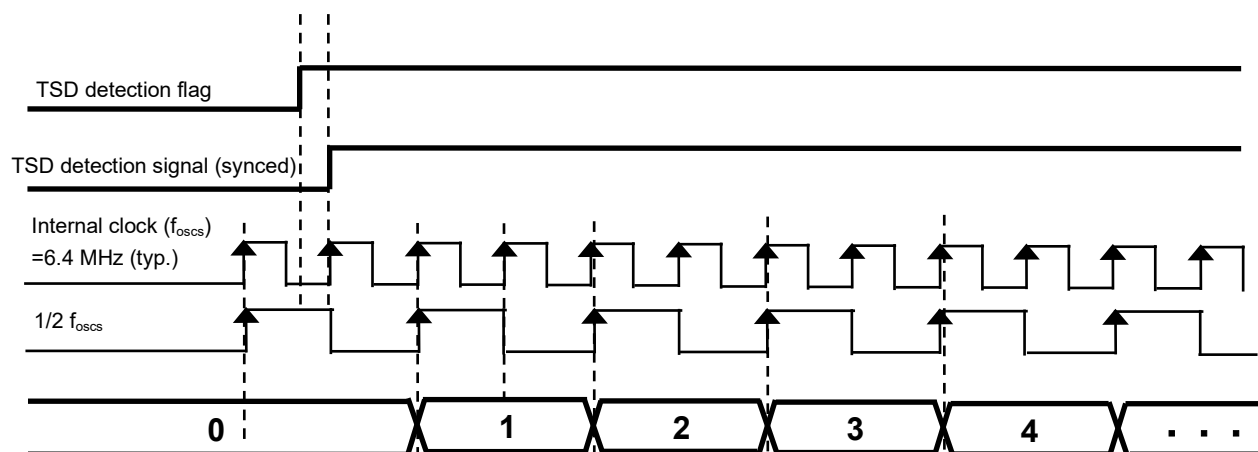 TSD detection flag
TSD detection signal (synced)
Internal clock (foscs)
=6.4 MHz (typ.)
1/2 foscs
0 1 2 3 4 . . .